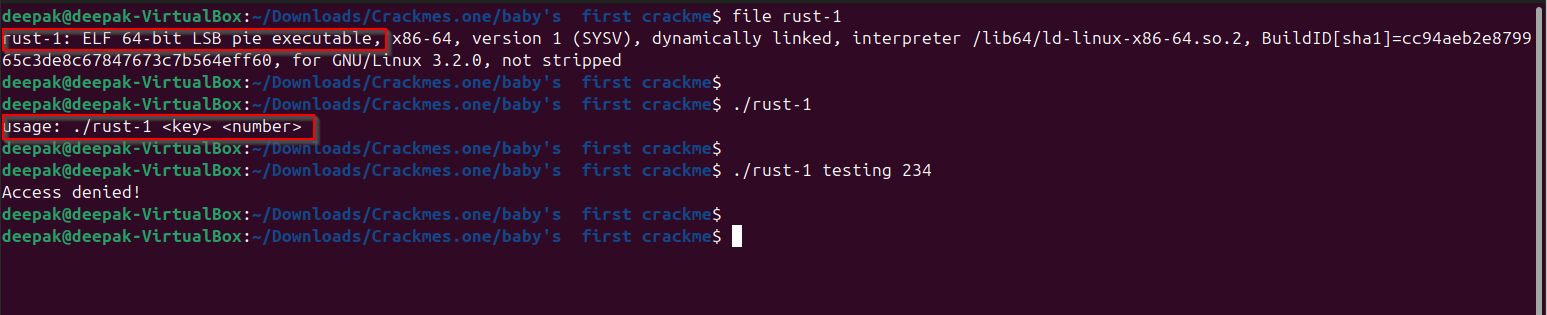 deepak@deepak-VirtualBox:~/Downloads/Crackmes.one/baby's  first crackme$ file rust-1
rust-1: ELF 64-bit LSB pie executable, x86-64, version 1 (SYSV), dynamically linked, interpreter /lib64/ld-linux-x86-64.so.2, BuildID[sha1]=cc94aeb2e8799
65c3de8c67847673c7b564eff60, for GNU/Linux 3.2.0, not stripped
deepak@deepak-VirtualBox:~/Downloads/Crackmes.one/baby's  first crackme$
deepak@deepak-VirtualBox:~/Downloads/Crackmes.one/baby's  first crackme$ ./rust-1
usage: ./rust-1 <key> <number>
deepak@deepak-VirtualBox:~/Downloads/Crackmes.one/baby's  first crackme$
deepak@deepak-VirtualBox:~/Downloads/Crackmes.one/baby's  first crackme$ ./rust-1 testing 234
Access denied!
deepak@deepak-VirtualBox:~/Downloads/Crackmes.one/baby's  first crackme$
deepak@deepak-VirtualBox:~/Downloads/Crackmes.one/baby's  first crackme$